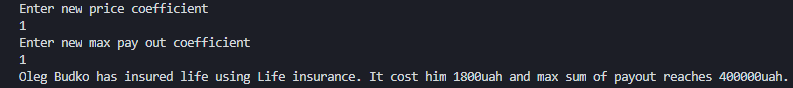 Enter new price coefficient
1
Enter new max pay out coefficient
1
Oleg Budko has insured life using Life insurance. It cost him 1800uah and max sum of payout reaches 400000uah.